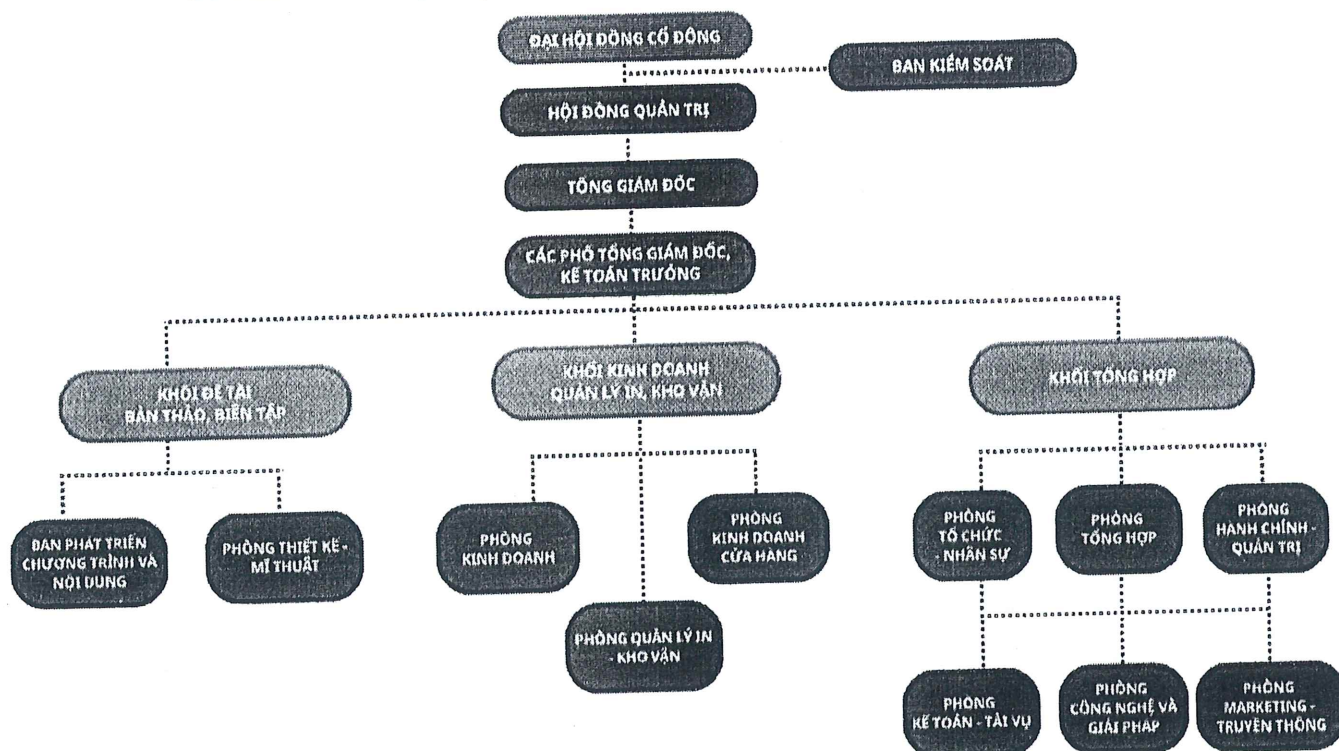 ĐẠI HỘI ĐỒNG CỔ ĐÔNG
BAN KIỂM SOÁT
HỘI ĐỒNG QUẢN TRỊ
TỔNG GIÁM ĐỐC
CÁC PHÓ TỔNG GIÁM ĐỐC,
KẾ TOÁN TRƯỞNG
KHỐI ĐỀ TÀI
BẢN THẢO, BIÊN TẬP
KHỐI KINH DOANH
QUẢN LÝ IN, KHO VẬN
KHỐI TỔNG HỢP
BAN PHÁT TRIỂN
CHƯƠNG TRÌNH VÀ
NỘI DUNG
PHÒNG THIẾT KẾ -
MĨ THUẬT
PHÒNG
KINH DOANH
PHÒNG
KINH DOANH
CỬA HÀNG
PHÒNG QUẢN LÝ IN
- KHO VẬN
PHÒNG
TỔ CHỨC
- NHÂN SỰ
PHÒNG
TỔNG HỢP
PHÒNG
HÀNH CHÍNH -
QUẢN TRỊ
PHÒNG
KẾ TOÁN - TÀI VỤ
PHÒNG
CÔNG NGHỆ VÀ
GIẢI PHÁP
PHÒNG
MARKETING -
TRUYỀN THÔNG